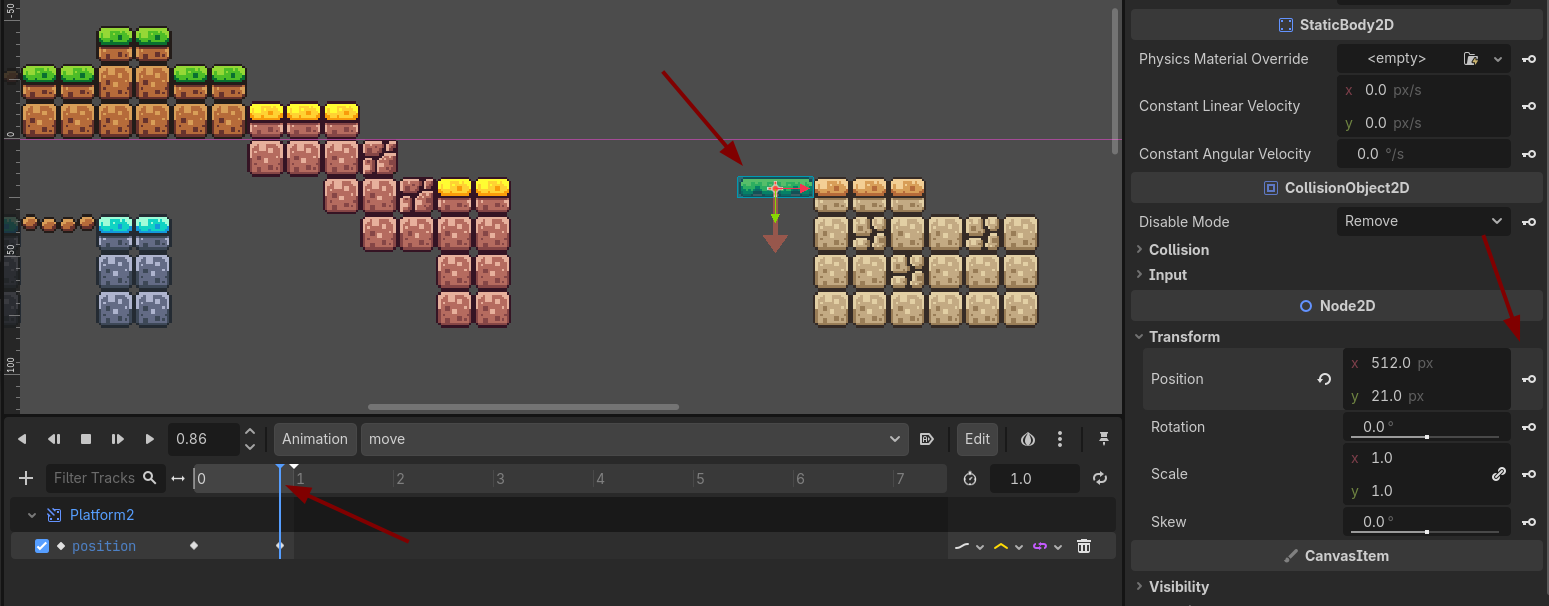 -50
0
50
100
StaticBody2D
Physics Material Override <empty>
Constant Linear Velocity x 0.0 px/s
y 0.0 px/s
Constant Angular Velocity 0.0 °/s
CollisionObject2D
Disable Mode Remove
Collision
Input
Node2D
Transform
Position x 512.0 px
y 21.0 px
Rotation 0.0 °
Scale x 1.0
y 1.0
Skew 0.0 °
CanvasItem
Visibility
0.86 Animation move Edit
Filter Tracks 0 1 2 3 4 5 6 7 1.0
Platform2
position